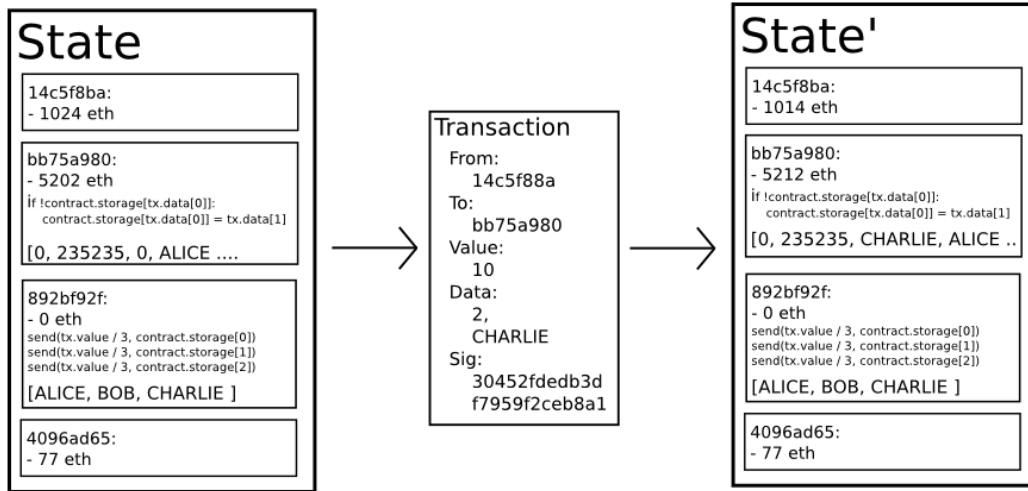 State
14c5f8ba:
- 1024 eth
bb75a980:
- 5202 eth
if !contract.storage[tx.data[0]]:
contract.storage[tx.data[0]] = tx.data[1]
[0, 235235, 0, ALICE ....
892bf92f:
- 0 eth
send(tx.value / 3, contract.storage[0])
send(tx.value / 3, contract.storage[1])
send(tx.value / 3, contract.storage[2])
[ALICE, BOB, CHARLIE ]
4096ad65:
- 77 eth
Transaction
From:
14c5f88a
To:
bb75a980
Value:
10
Data:
2,
CHARLIE
Sig:
30452fdedb3d
f7959f2ceb8a1
State'
14c5f8ba:
- 1014 eth
bb75a980:
- 5212 eth
if !contract.storage[tx.data[0]]:
contract.storage[tx.data[0]] = tx.data[1]
[0, 235235, CHARLIE, ALICE ..
892bf92f:
- 0 eth
send(tx.value / 3, contract.storage[0])
send(tx.value / 3, contract.storage[1])
send(tx.value / 3, contract.storage[2])
[ALICE, BOB, CHARLIE ]
4096ad65:
- 77 eth